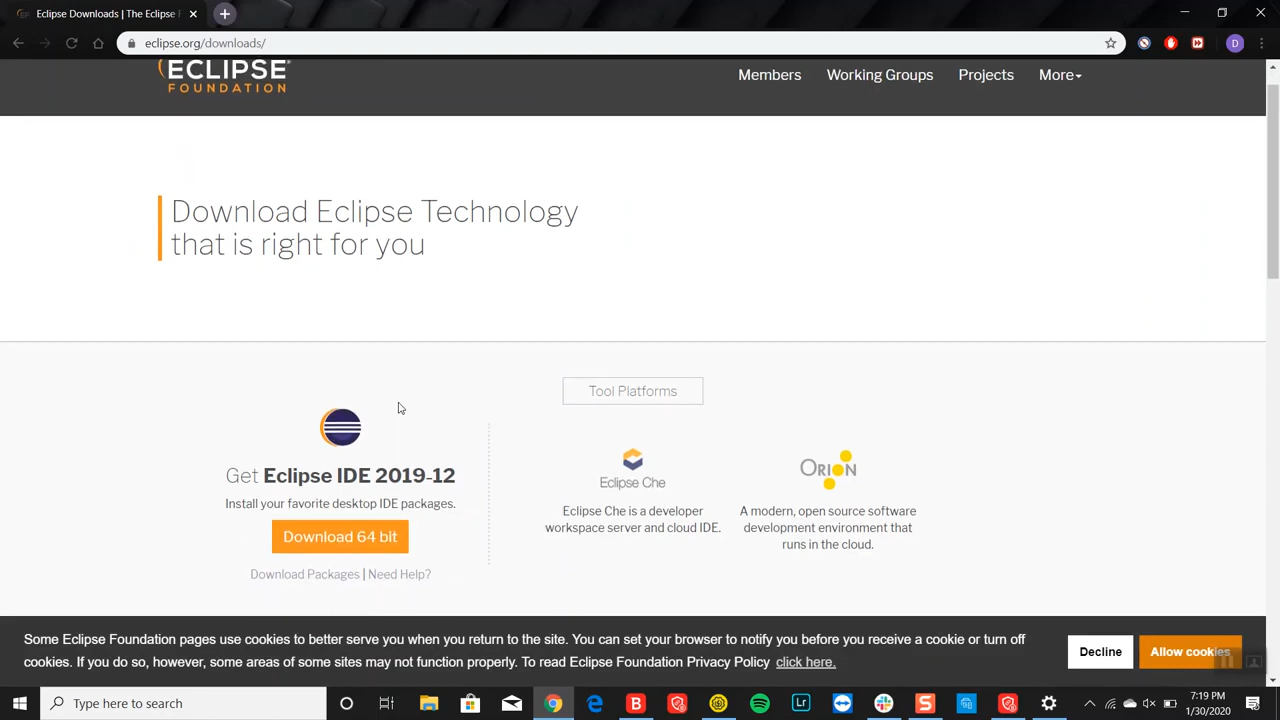 Eclipse Downloads | The Eclipse F
eclipse.org/downloads/
D
ECLIPSE
FOUNDATION
Members
Working Groups
Projects
More
Download Eclipse Technology
that is right for you
Tool Platforms
Get Eclipse IDE 2019-12
Install your favorite desktop IDE packages.
Download 64 bit
Download Packages | Need Help?
Eclipse Che
Eclipse Che is a developer
workspace server and cloud IDE.
ORION
A modern, open source software
development environment that
runs in the cloud.
Some Eclipse Foundation pages use cookies to better serve you when you return to the site. You can set your browser to notify you before you receive a cookie or turn off
cookies. If you do so, however, some areas of some sites may not function properly. To read Eclipse Foundation Privacy Policy click here.
Decline
Allow cookies
Type here to search
B
Lr
S
7:19 PM
1/30/2020